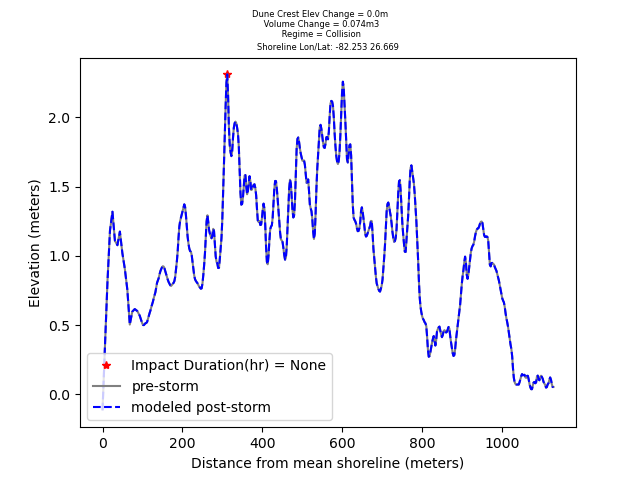 Dune Crest Elev Change = 0.0m
Volume Change = 0.074m3
Regime = Collision
Shoreline Lon/Lat: -82.253 26.669
2.0
1.5
1.0
0.5
0.0
Elevation (meters)
Impact Duration(hr) = None
pre-storm
modeled post-storm
0 200 400 600 800 1000
Distance from mean shoreline (meters)